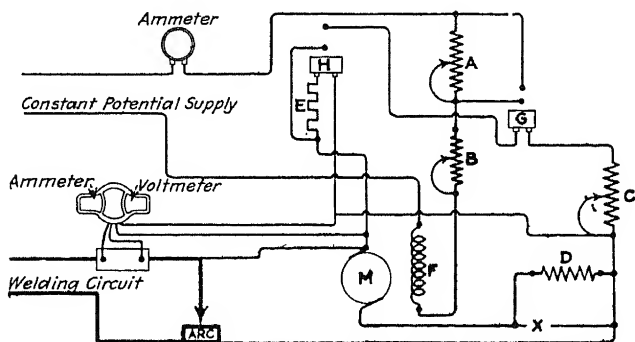 Ammeter
H
A
E
G
Constant Potential Supply
B
Ammeter
Voltmeter
C
D
M
F
Welding Circuit
X
ARC